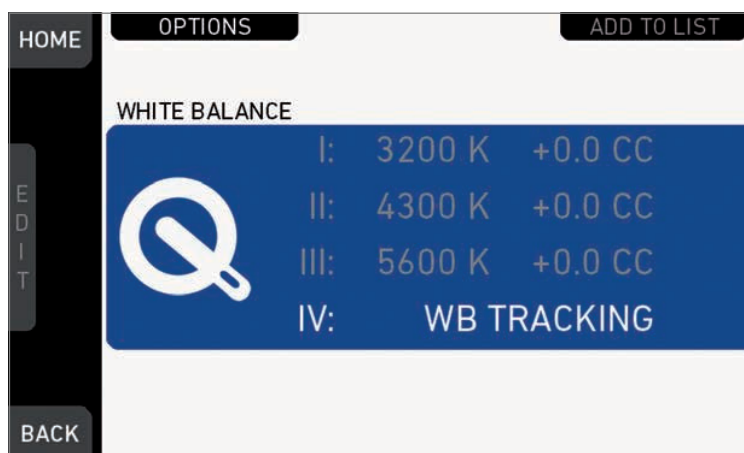 HOME
OPTIONS
ADD TO LIST
WHITE BALANCE
I: 3200 K +0.0 CC
II: 4300 K +0.0 CC
III: 5600 K +0.0 CC
IV: WB TRACKING
EDIT
BACK